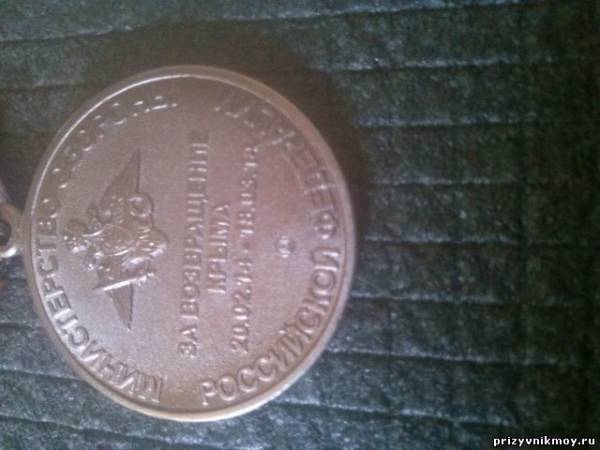 МИНИСТЕРСТВО ОБОРОНЫ
РОССИЙСКОЙ ФЕДЕРАЦИИ
ЗА ВОЗВРАЩЕНИЕ
КРЫМА
20.02.14 - 18.03.14
prizyvnikmoy.ru